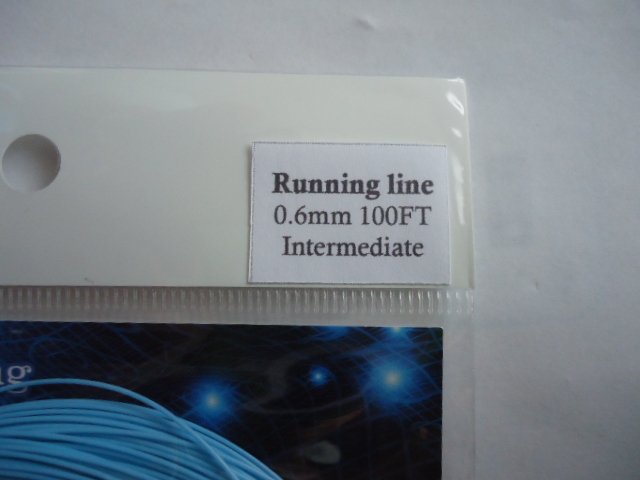 Running line
0.6mm 100FT
Intermediate